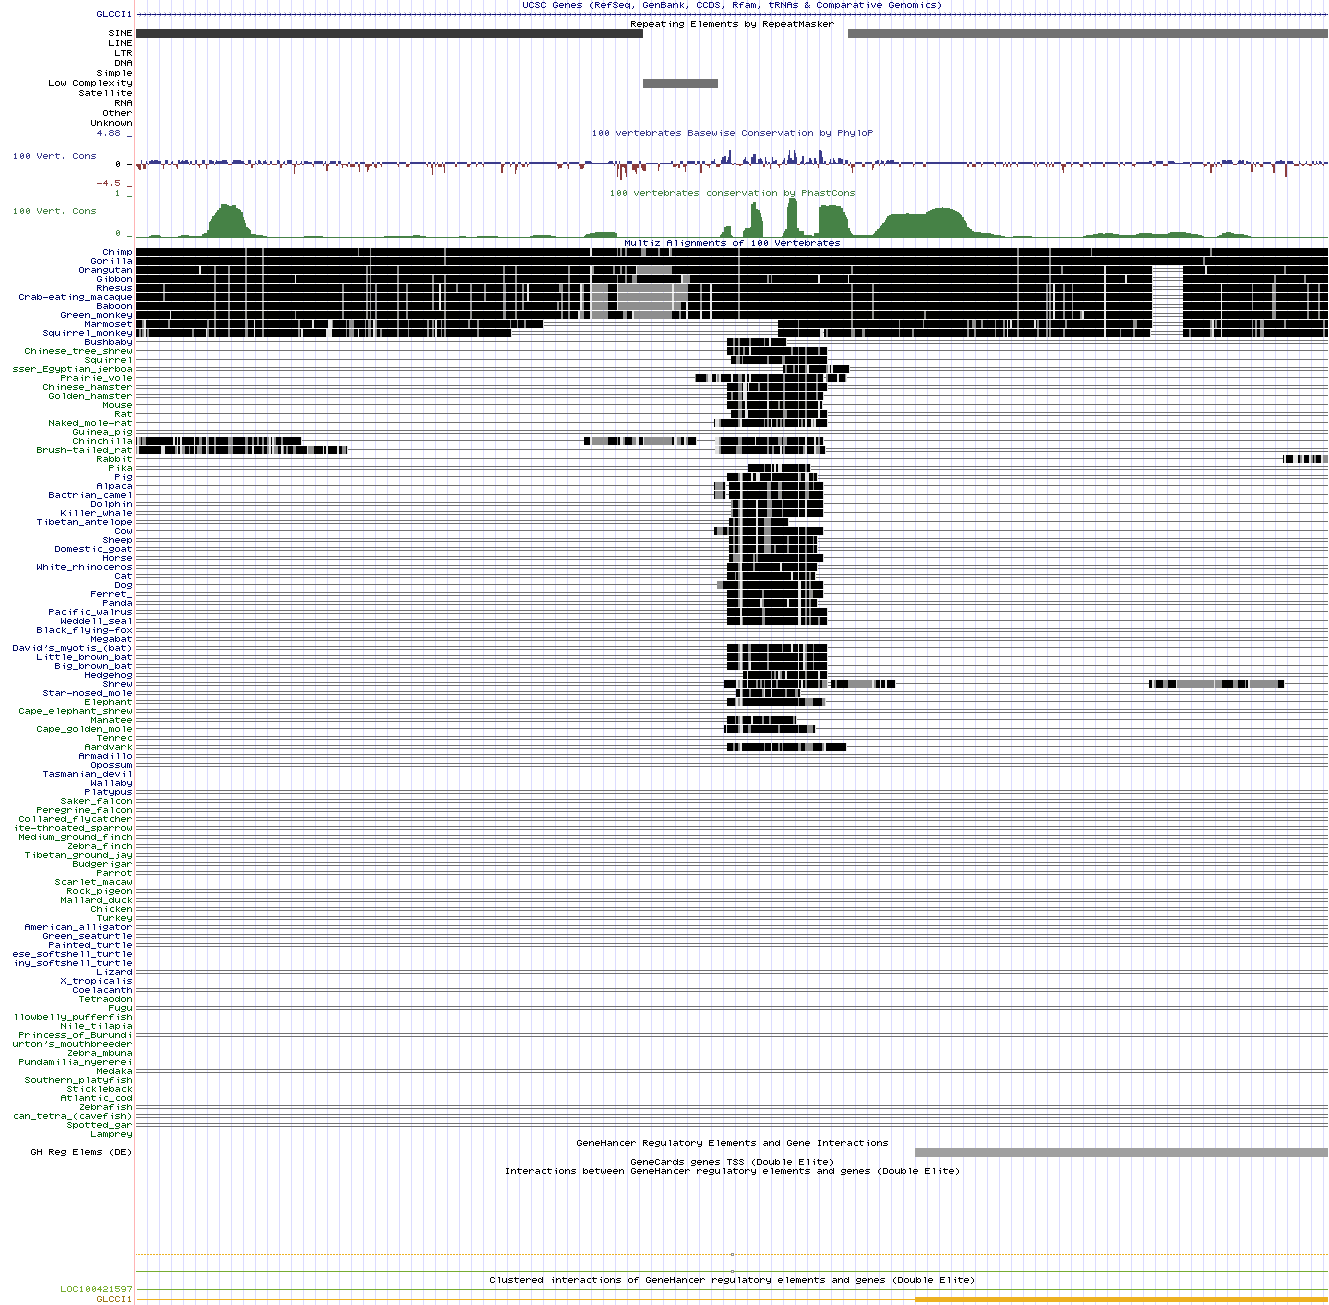 UCSC Genes (RefSeq, GenBank, CCDS, Rfam, tRNAs & Comparative Genomics)
GLCCI1
Repeating Elements by RepeatMasker
SINE
LINE
LTR
DNA
Simple
Low Complexity
Satellite
RNA
Other
Unknown
4.88 _
100 vertebrates Basewise Conservation by PhyloP
100 Vert. Cons
0 _
-4.5 _
100 vertebrates conservation by PhastCons
1 _
100 Vert. Cons
0 _
Multiz Alignments of 100 Vertebrates
Chimp
Gorilla
Orangutan
Gibbon
Rhesus
Crab-eating_macaque
Baboon
Green_monkey
Marmoset
Squirrel_monkey
Bushbaby
Chinese_tree_shrew
Squirrel
sser_Egyptian_jerboa
Prairie_vole
Chinese_hamster
Golden_hamster
Mouse
Rat
Naked_mole-rat
Guinea_pig
Chinchilla
Brush-tailed_rat
Rabbit
Pika
Pig
Alpaca
Bactrian_camel
Dolphin
Killer_whale
Tibetan_antelope
Cow
Sheep
Domestic_goat
Horse
White_rhinoceros
Cat
Dog
Ferret_
Panda
Pacific_walrus
Weddell_seal
Black_flying-fox
Megabat
David's_myotis_(bat)
Little_brown_bat
Big_brown_bat
Hedgehog
Shrew
Star-nosed_mole
Elephant
Cape_elephant_shrew
Manatee
Cape_golden_mole
Tenrec
Aardvark
Armadillo
Opossum
Tasmanian_devil
Wallaby
Platypus
Saker_falcon
Peregrine_falcon
Collared_flycatcher
ite-throated_sparrow
Medium_ground_finch
Zebra_finch
Tibetan_ground_jay
Budgerigar
Parrot
Scarlet_macaw
Rock_pigeon
Mallard_duck
Chicken
Turkey
American_alligator
Green_seaturtle
Painted_turtle
ese_softshell_turtle
iny_softshell_turtle
Lizard
X_tropicalis
Coelacanth
Tetraodon
Fugu
llowbelly_pufferfish
Nile_tilapia
Princess_of_Burundi
urton's_mouthbreeder
Zebra_mbuna
Pundamilia_nyererei
Medaka
Southern_platyfish
Stickleback
Atlantic_cod
Zebrafish
can_tetra_(cavefish)
Spotted_gar
Lamprey
GeneHancer Regulatory Elements and Gene Interactions
GH Reg Elems (DE)
GeneCards genes TSS (Double Elite)
Interactions between GeneHancer regulatory elements and genes (Double Elite)
Clustered interactions of GeneHancer regulatory elements and genes (Double Elite)
LOC100421597
GLCCI1